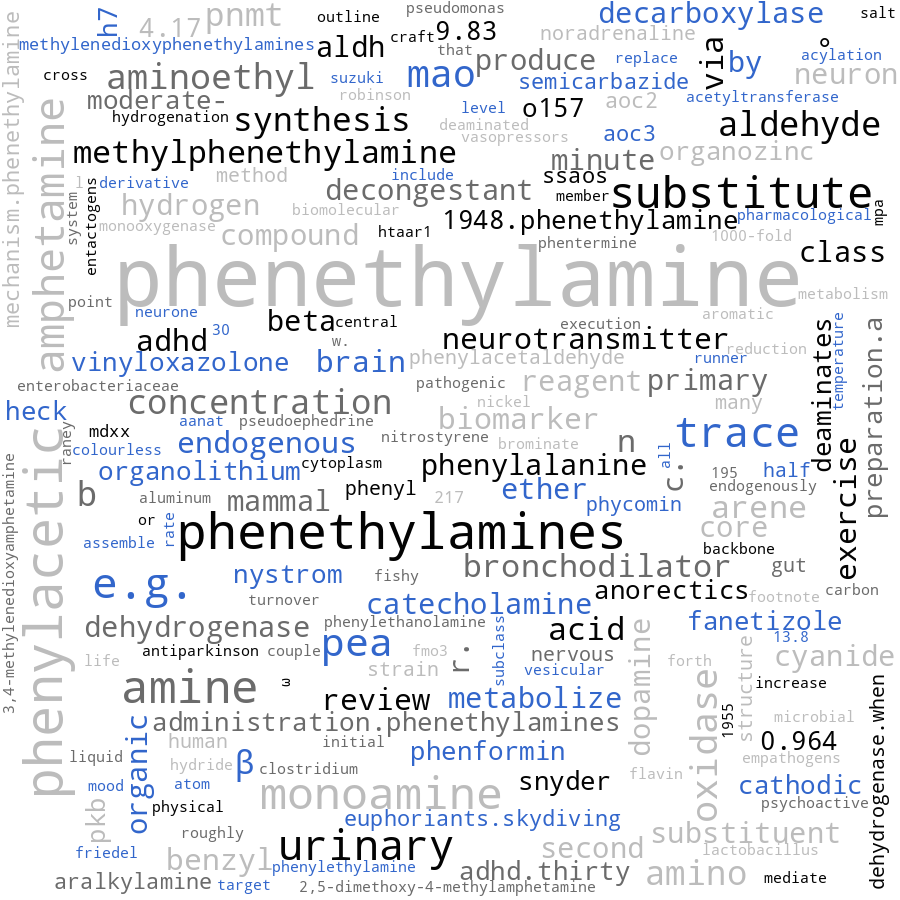 pseudomonas
outline
pnmt
4.17
h7
craft
9.83
decarboxylase
salt
methylenedioxyphenethylamines
aldh
that
noradrenaline
via
°
by
acylation
cross
aminoethyl
suzuki
mao
produce
replace
semicarbazide
neuron
moderate-
robinson
level
o157
aoc2
acetyltransferase
hydrogenation
synthesis
deaminated
vasopressors
aoc3
aldehyde
methylphenethylamine
minute
organozinc
l
derivative
method
include
ssaos
decongestant
member
substitute
mpa
system
entactogens
hydrogen
biomolecular
monooxygenase
1948.phenethylamine
pharmacological
compound
htaar1
phentermine
1000-fold
class
mechanism.phenethylamine
amphetamine
phenethylamine
metabolism
point
neurone
beta
central
aromatic
adhd
30
w.
execution
neurotransmitter
reduction
vinyloxazolone
brain
phenylacetaldehyde
runner
deaminates
temperature
preparation.a
enterobacteriaceae
pathogenic
reagent
primary
concentration
nickel
many
heck
raney
mdxx
aanat
pseudoephedrine
biomarker
trace
colourless
endogenous
nitrostyrene
brominate
n
all
c.
organolithium
cytoplasm
phenylalanine
195
half
exercise
b
aluminum
mammal
phenyl
217
ether
endogenously
phycomin
arene
or
rate
phenethylamines
core
assemble
backbone
3,4-methylenedioxyamphetamine
phenylacetic
e.g.
nystrom
fishy
bronchodilator
gut
anorectics
carbon
turnover
catecholamine
footnote
dehydrogenase
phenylethanolamine
acid
fanetizole
13.8
antiparkinson
couple
pea
fmo3
r.
subclass
nervous
dopamine
structure
cyanide
life
strain
vesicular
forth
amine
ω
review
metabolize
oxidase
increase
1955
administration.phenethylamines
microbial
organic
human
initial
0.964
liquid
hydride
β
clostridium
phenformin
empathogens
mood
atom
snyder
flavin
cathodic
dehydrogenase.when
pkb
physical
monoamine
psychoactive
euphoriants.skydiving
roughly
substituent
friedel
benzyl
urinary
second
lactobacillus
phenylethylamine
aralkylamine
target
adhd.thirty
2,5-dimethoxy-4-methylamphetamine
amino
mediate